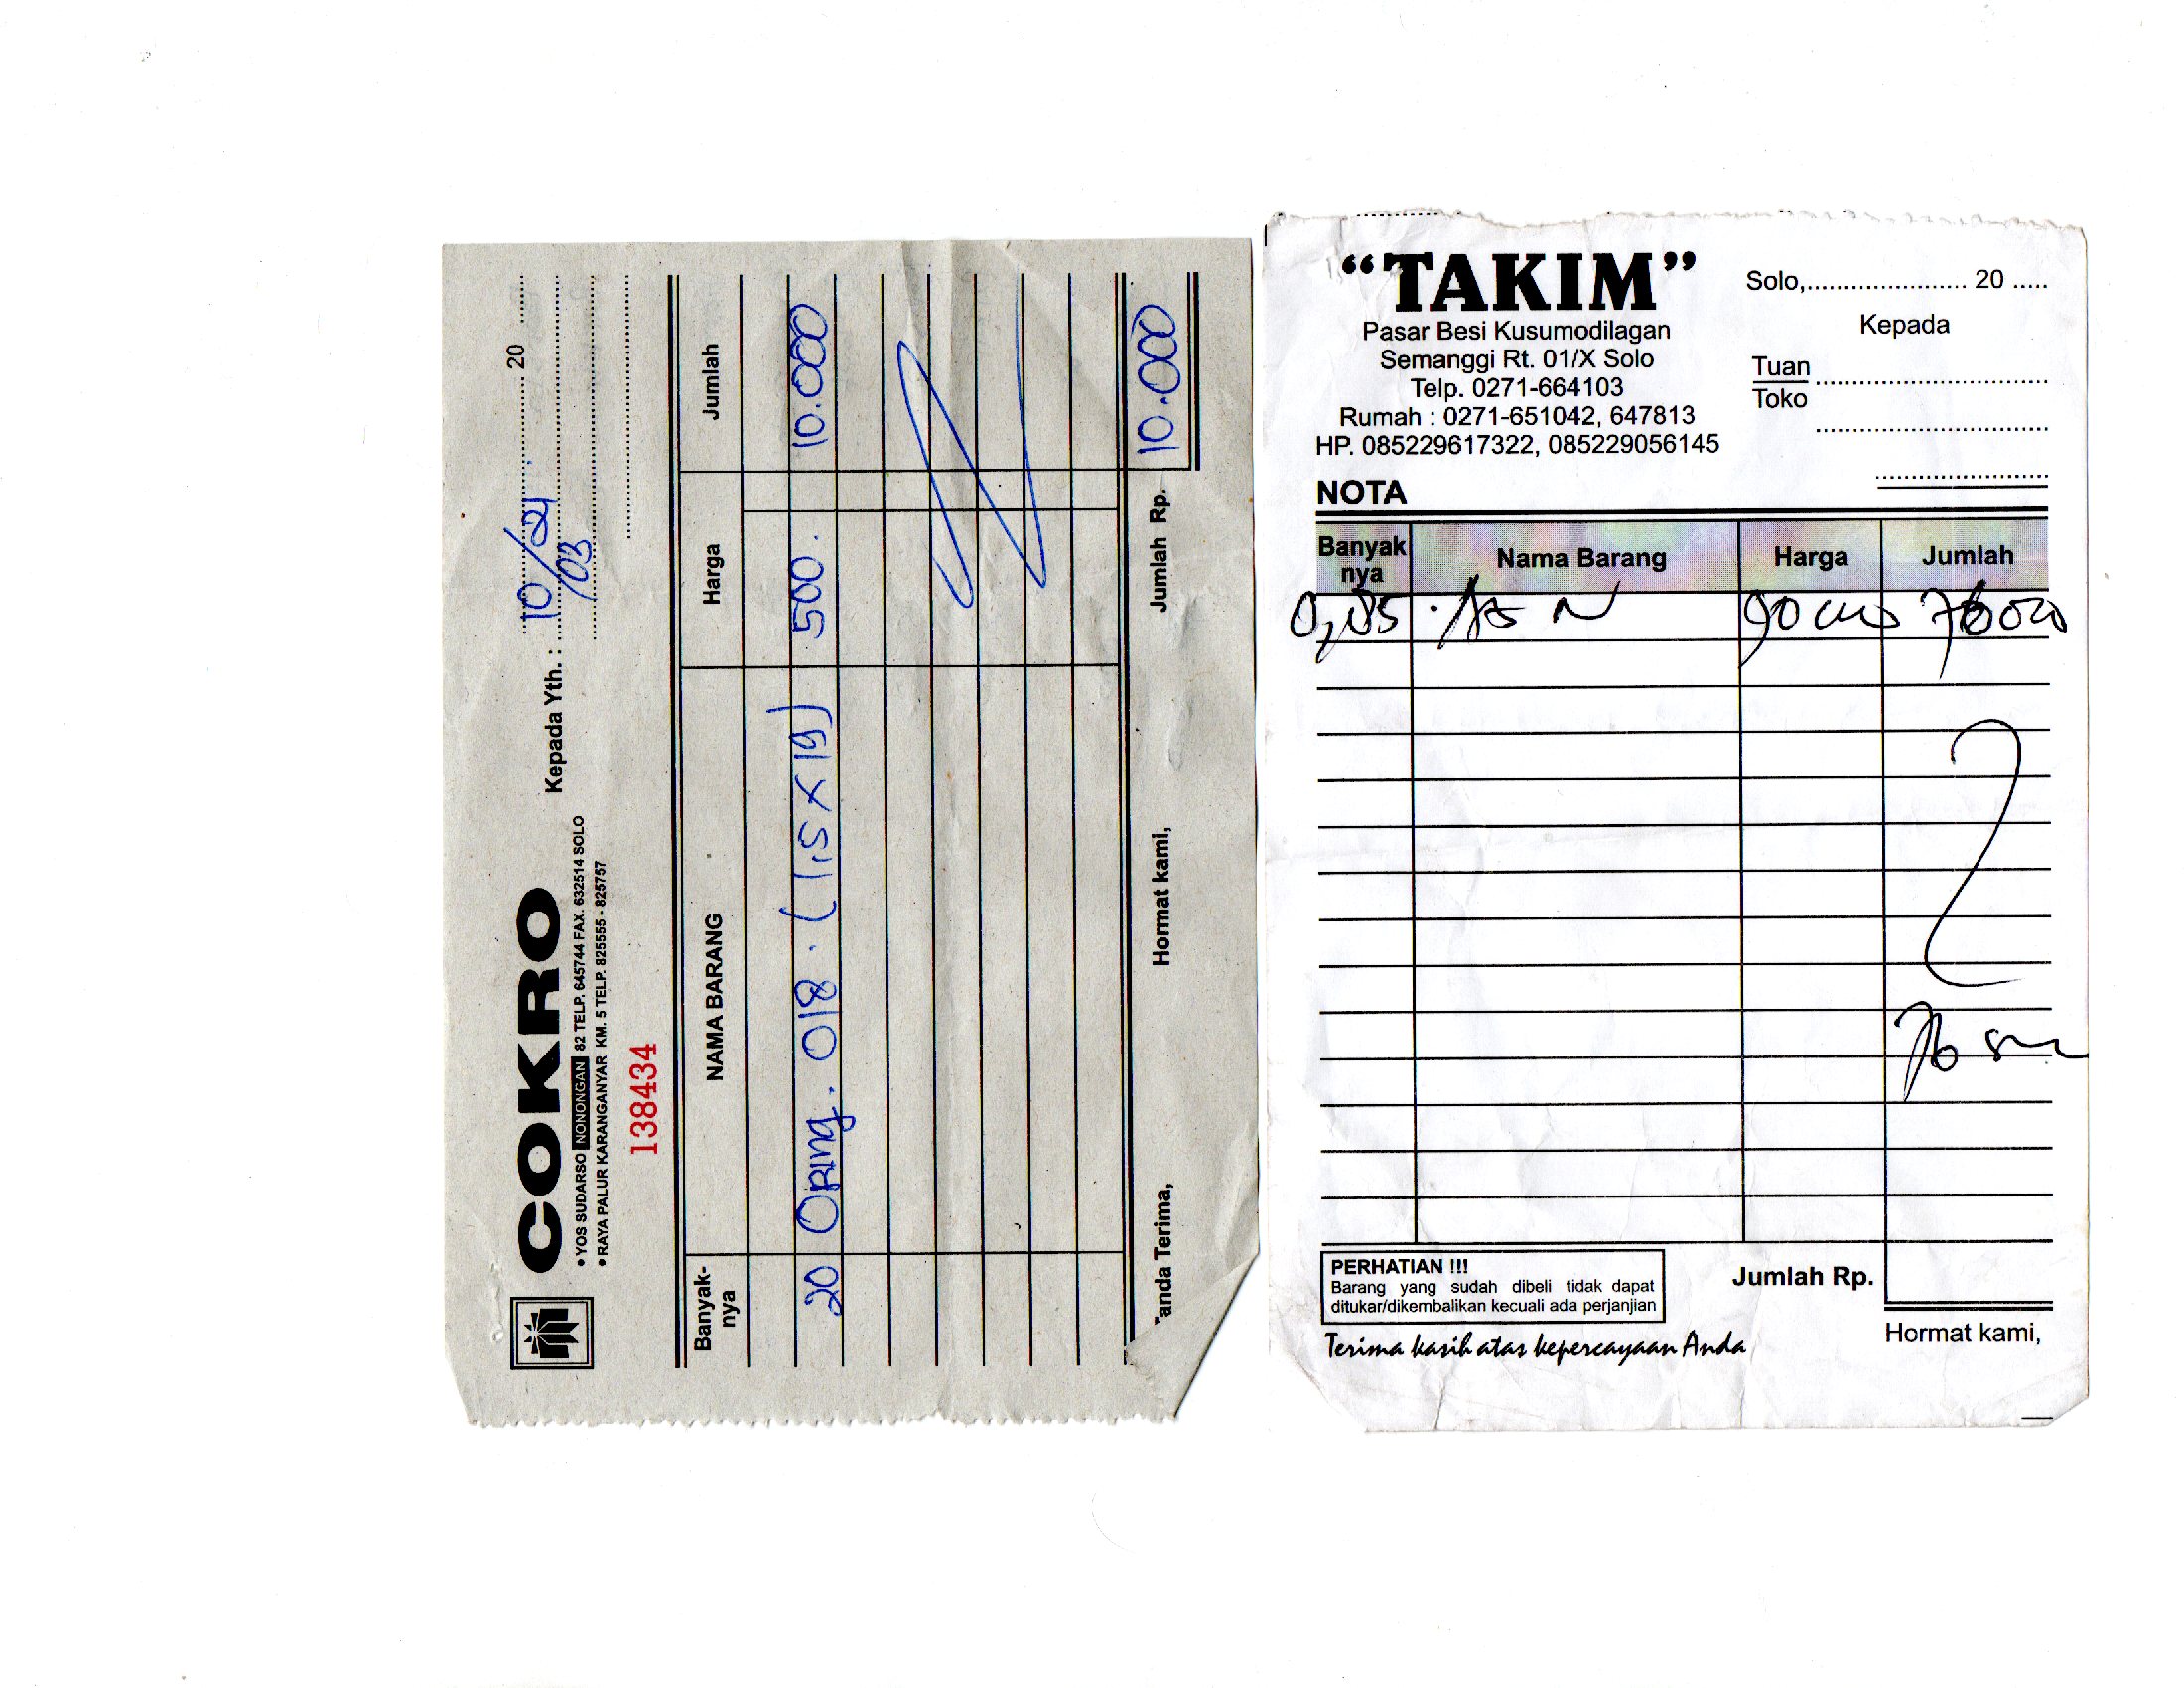 COKRO
• YOS SUDARSO NONONGAN 82 TELP. 645744 FAX. 632514 SOLO
• RAYA PALUR KARANGANYAR KM. 5 TELP. 825555 - 825757
10/03/21 20
Kepada Yth. :
138434
Banyak-nya NAMA BARANG Harga Jumlah
20 Oring. 018. (1,5 x 19) 500. 10.000
anda Terima, Hormat kami, Jumlah Rp. 10.000
“TAKIM”
Pasar Besi Kusumodilagan
Semanggi Rt. 01/X Solo
Telp. 0271-664103
Rumah : 0271-651042, 647813
HP. 085229617322, 085229056145
Solo, 20
Kepada
Tuan
Toko
NOTA
Banyak nya Nama Barang Harga Jumlah
0,85
PERHATIAN !!!
Barang yang sudah dibeli tidak dapat
ditukar/dikembalikan kecuali ada perjanjian
Jumlah Rp.
Terima kasih atas kepercayaan Anda
Hormat kami,